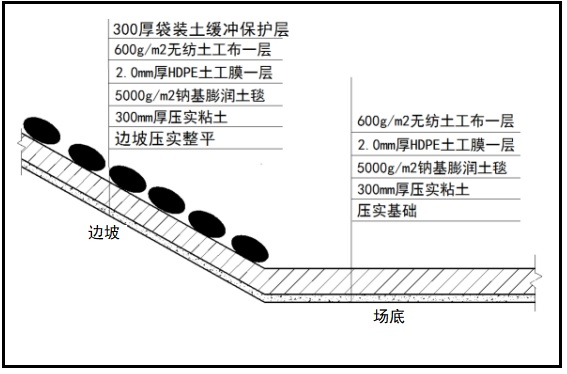 300厚袋装土缓冲保护层
600g/m2无纺土工布一层
2.0mm厚HDPE土工膜一层
5000g/m2钠基膨润土毯
300mm厚压实粘土
边坡压实整平
600g/m2无纺土工布一层
2.0mm厚HDPE土工膜一层
5000g/m2钠基膨润土毯
300mm厚压实粘土
压实基础
边坡
场底